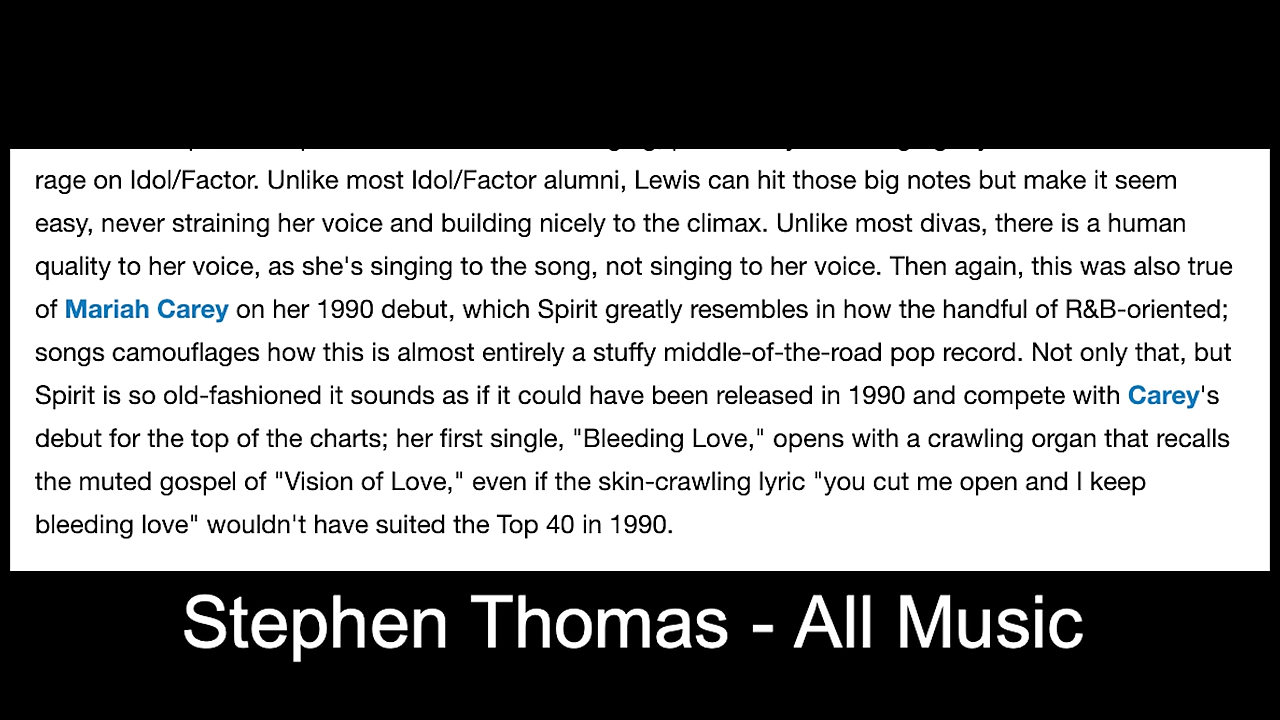 rage on Idol/Factor. Unlike most Idol/Factor alumni, Lewis can hit those big notes but make it seem
easy, never straining her voice and building nicely to the climax. Unlike most divas, there is a human
quality to her voice, as she's singing to the song, not singing to her voice. Then again, this was also true
of Mariah Carey on her 1990 debut, which Spirit greatly resembles in how the handful of R&B-oriented;
songs camouflages how this is almost entirely a stuffy middle-of-the-road pop record. Not only that, but
Spirit is so old-fashioned it sounds as if it could have been released in 1990 and compete with Carey's
debut for the top of the charts; her first single, "Bleeding Love," opens with a crawling organ that recalls
the muted gospel of "Vision of Love," even if the skin-crawling lyric "you cut me open and I keep
bleeding love" wouldn't have suited the Top 40 in 1990.
Stephen Thomas - All Music